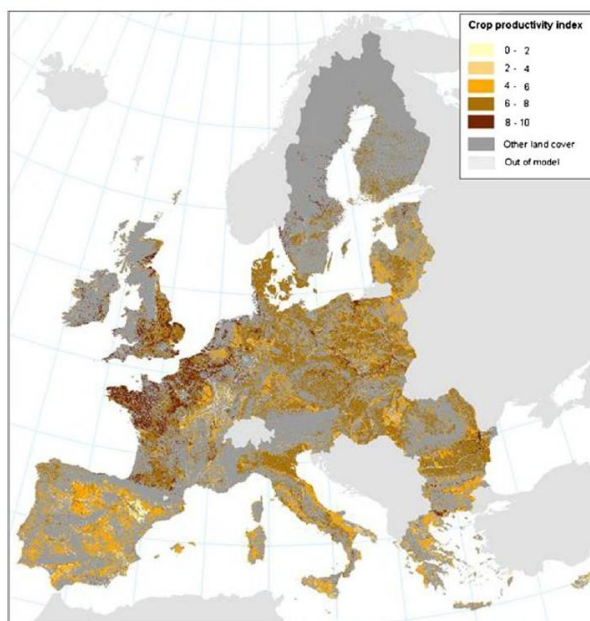 Crop productivity index
0 - 2
2 - 4
4 - 6
6 - 8
8 - 10
Other land cover
Out of model